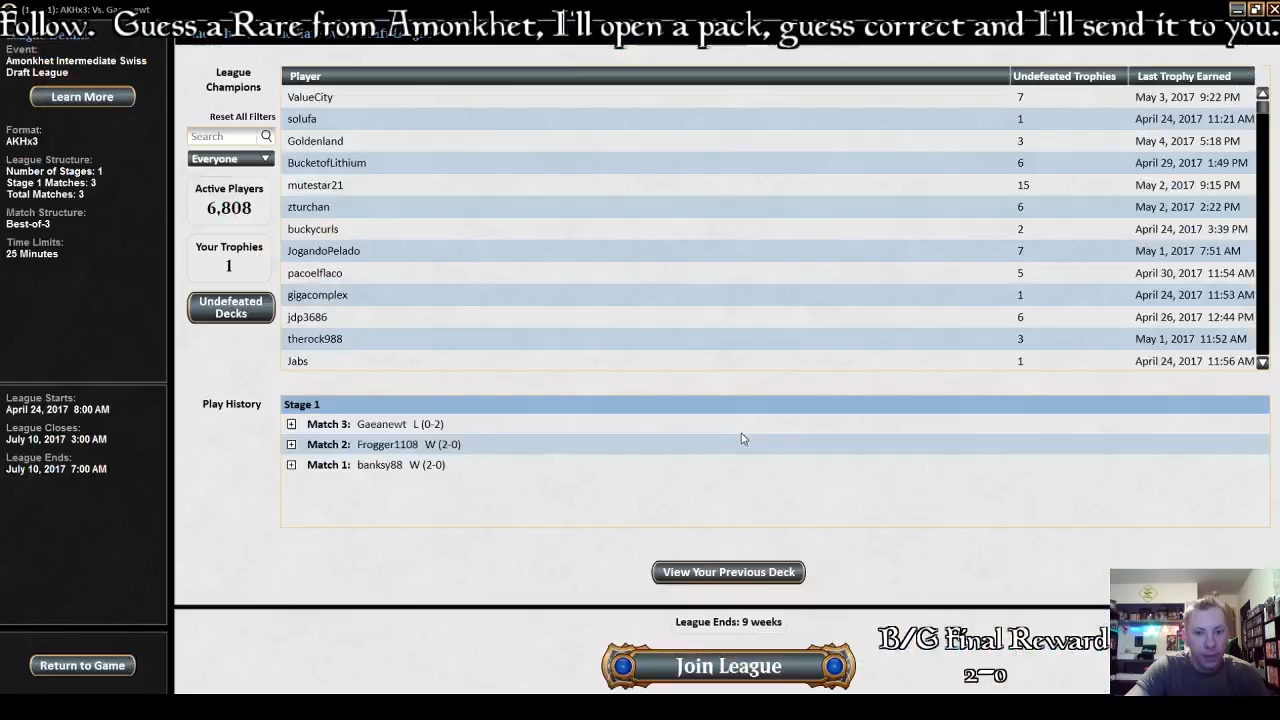 Follow. Guess a Rare from Amonkhet, I'll open a pack, guess correct and I'll send it to you.
Event:
Amonkhet Intermediate Swiss
Draft League
Learn More
Format:
AKHx3
League Structure:
Number of Stages: 1
Stage 1 Matches: 3
Total Matches: 3
Match Structure:
Best-of-3
Time Limits:
25 Minutes
League Starts:
April 24, 2017 8:00 AM
League Closes:
July 10, 2017 3:00 AM
League Ends:
July 10, 2017 7:00 AM
Return to Game
League
Champions
Reset All Filters
Search
Everyone
Active Players
6,808
Your Trophies
1
Undefeated
Decks
Player Undefeated Trophies Last Trophy Earned
ValueCity 7 May 3, 2017 9:22 PM
solufa 1 April 24, 2017 11:21 AM
Goldenland 3 May 4, 2017 5:18 PM
BucketofLithium 6 April 29, 2017 1:49 PM
mutestar21 15 May 2, 2017 9:15 PM
zturchan 6 May 2, 2017 2:22 PM
buckycurls 2 April 24, 2017 3:39 PM
JogandoPelado 7 May 1, 2017 7:51 AM
pacoelflaco 5 April 30, 2017 11:54 AM
gigacomplex 1 April 24, 2017 11:53 AM
jdp3686 6 April 26, 2017 12:44 PM
therock988 3 May 1, 2017 11:52 AM
Jabs 1 April 24, 2017 11:56 AM
Play History
Stage 1
Match 3: Gaeanewt L (0-2)
Match 2: Frogger1108 W (2-0)
Match 1: banksy88 W (2-0)
View Your Previous Deck
League Ends: 9 weeks
Join League
B/G Final Reward
2-0